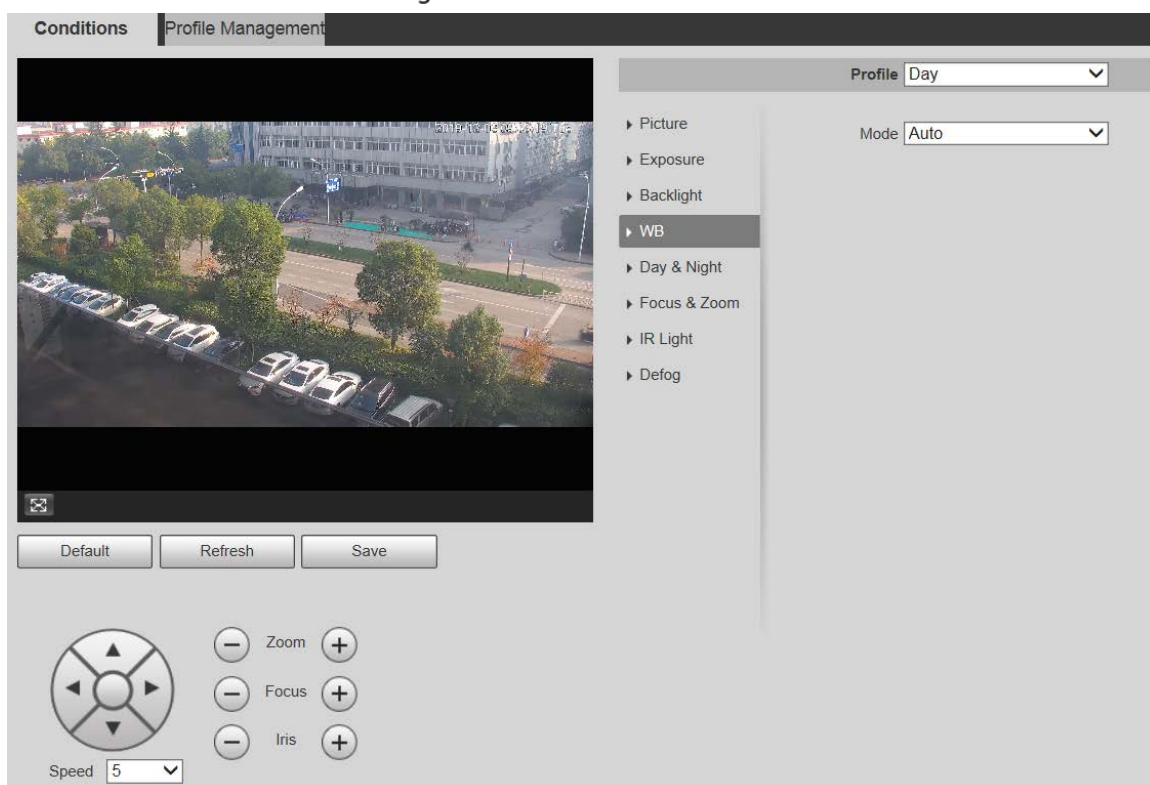 Conditions Profile Management
Profile Day
Picture
Mode Auto
Exposure
Backlight
WB
Day & Night
Focus & Zoom
IR Light
Defog
Default Refresh Save
Zoom
Focus
Iris
Speed 5